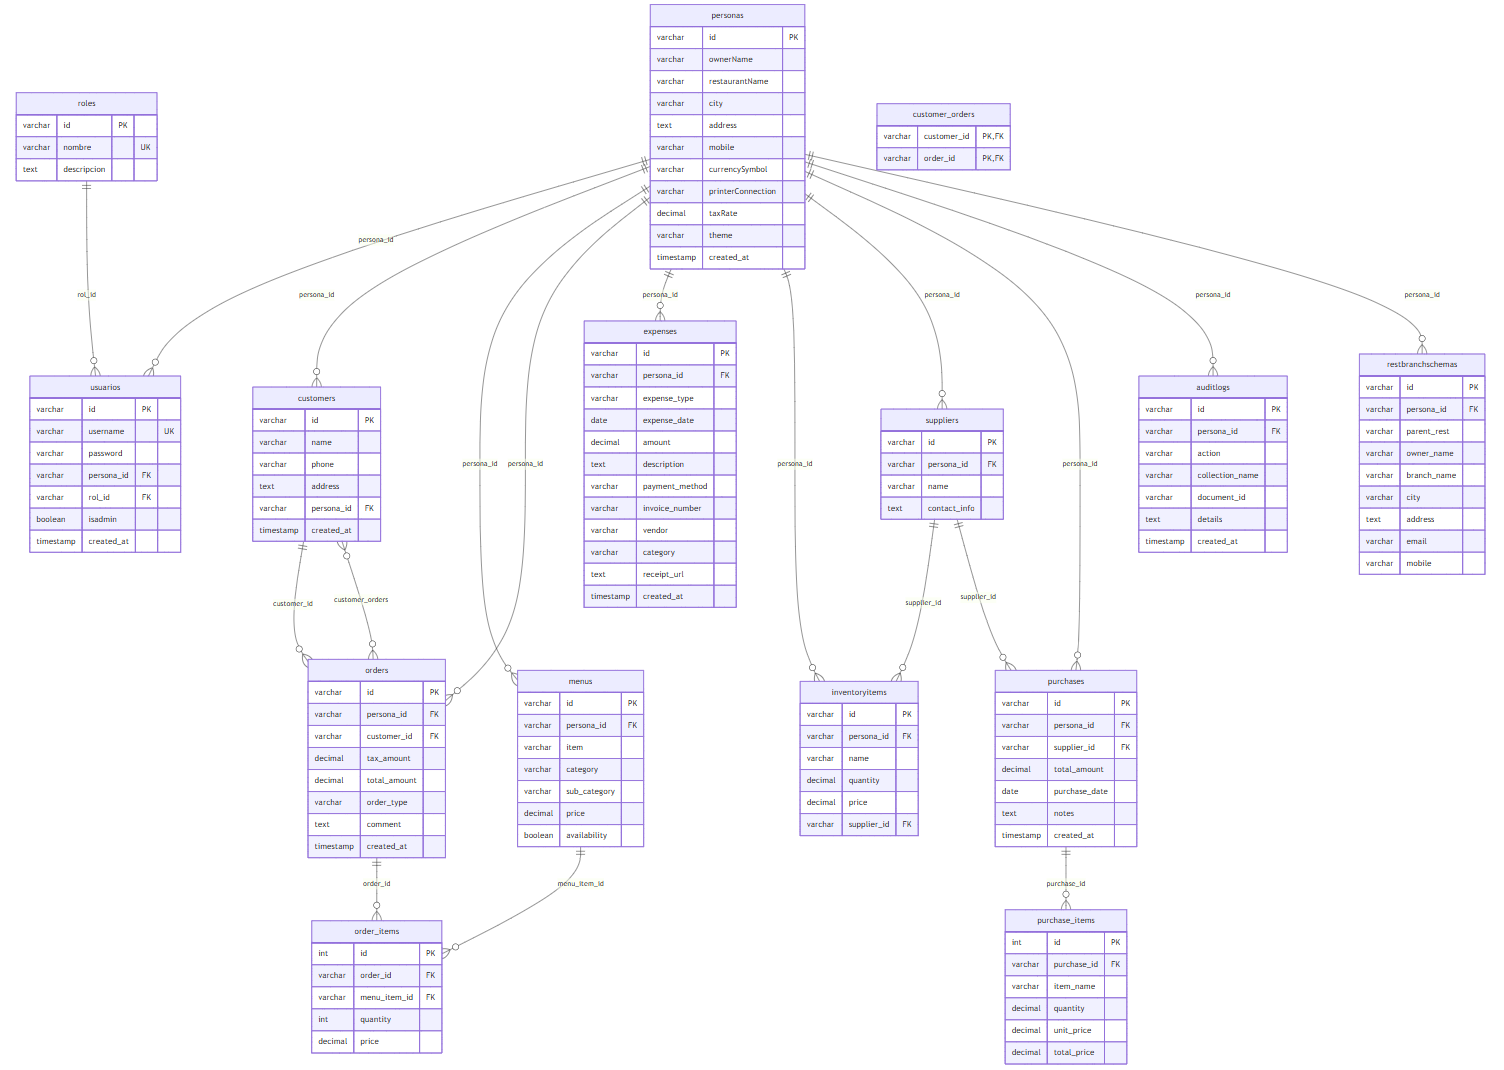 personas
varchar id PK
varchar ownerName
varchar restaurantName
varchar city
text address
varchar mobile
varchar currencySymbol
varchar printerConnection
decimal taxRate
varchar theme
timestamp created_at
roles
varchar id PK
varchar nombre UK
text descripcion
customer_orders
varchar customer_id PK,FK
varchar order_id PK,FK
persona_id
rol_id
persona_id
persona_id
persona_id
persona_id
persona_id
persona_id
persona_id
persona_id
persona_id
persona_id
usuarios
varchar id PK
varchar username UK
varchar password
varchar persona_id FK
varchar rol_id FK
boolean isadmin
timestamp created_at
customers
varchar id PK
varchar name
varchar phone
text address
varchar persona_id FK
timestamp created_at
expenses
varchar id PK
varchar persona_id FK
varchar expense_type
date expense_date
decimal amount
text description
varchar payment_method
varchar invoice_number
varchar vendor
varchar category
text receipt_url
timestamp created_at
suppliers
varchar id PK
varchar persona_id FK
varchar name
text contact_info
auditlogs
varchar id PK
varchar persona_id FK
varchar action
varchar collection_name
varchar document_id
text details
timestamp created_at
restbranchschemas
varchar id PK
varchar persona_id FK
varchar parent_rest
varchar owner_name
varchar branch_name
varchar city
text address
varchar email
varchar mobile
customer_id
customer_orders
supplier_id
supplier_id
orders
varchar id PK
varchar persona_id FK
varchar customer_id FK
decimal tax_amount
decimal total_amount
varchar order_type
text comment
timestamp created_at
menus
varchar id PK
varchar persona_id FK
varchar item
varchar category
varchar sub_category
decimal price
boolean availability
inventoryitems
varchar id PK
varchar persona_id FK
varchar name
decimal quantity
decimal price
varchar supplier_id FK
purchases
varchar id PK
varchar persona_id FK
varchar supplier_id FK
decimal total_amount
date purchase_date
text notes
timestamp created_at
order_id
menu_item_id
purchase_id
order_items
int id PK
varchar order_id FK
varchar menu_item_id FK
int quantity
decimal price
purchase_items
int id PK
varchar purchase_id FK
varchar item_name
decimal quantity
decimal unit_price
decimal total_price